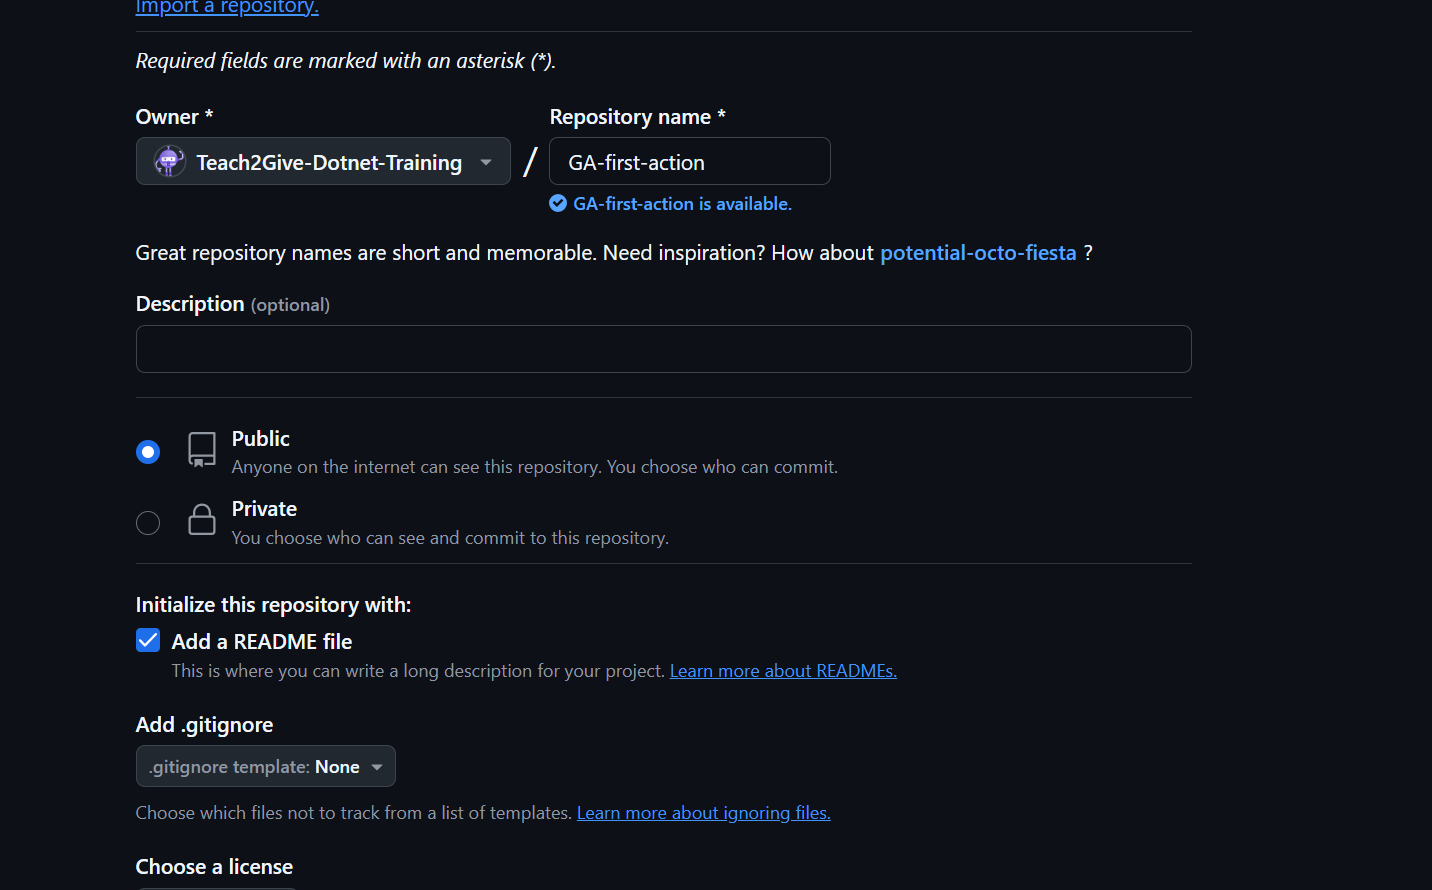 Import a repository.
Required fields are marked with an asterisk (*).
Owner *
Repository name *
Teach2Give-Dotnet-Training
/
GA-first-action
GA-first-action is available.
Great repository names are short and memorable. Need inspiration? How about potential-octo-fiesta ?
Description (optional)
Public
Anyone on the internet can see this repository. You choose who can commit.
Private
You choose who can see and commit to this repository.
Initialize this repository with:
Add a README file
This is where you can write a long description for your project. Learn more about READMEs.
Add .gitignore
.gitignore template: None
Choose which files not to track from a list of templates. Learn more about ignoring files.
Choose a license